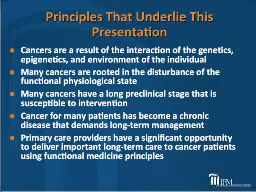 Principles That Underlie This
Presentation
Cancers are a result of the interaction of the genetics,
epigenetics, and environment of the individual
Many cancers are rooted in the disturbance of the
functional physiological state
Many cancers have a long preclinical stage that is
susceptible to intervention
Cancer for many patients has become a chronic
disease that demands long-term management
Primary care providers have a significant opportunity
to deliver important long-term care to cancer patients
using functional medicine principles
IFM